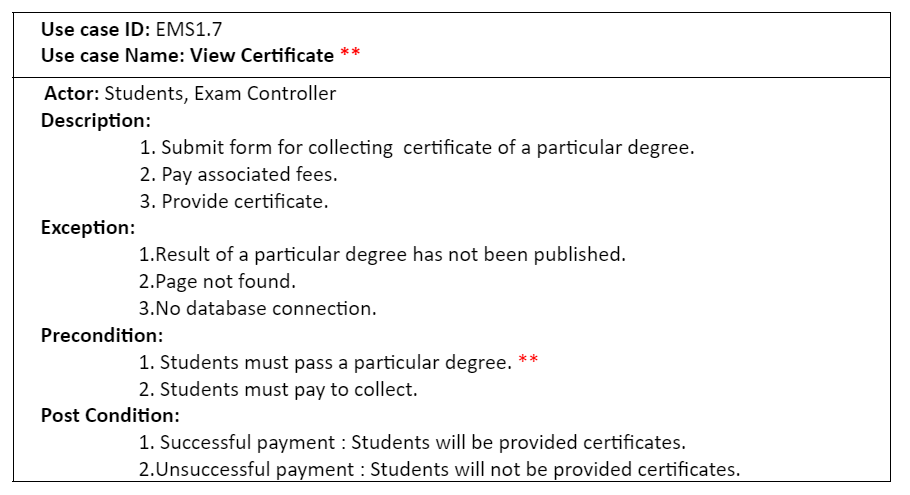 Use case ID: EMS1.7
Use case Name: View Certificate **
Actor: Students, Exam Controller
Description:
1. Submit form for collecting  certificate of a particular degree.
2. Pay associated fees.
3. Provide certificate.
Exception:
1.Result of a particular degree has not been published.
2.Page not found.
3.No database connection.
Precondition:
1. Students must pass a particular degree. **
2. Students must pay to collect.
Post Condition:
1. Successful payment : Students will be provided certificates.
2.Unsuccessful payment : Students will not be provided certificates.